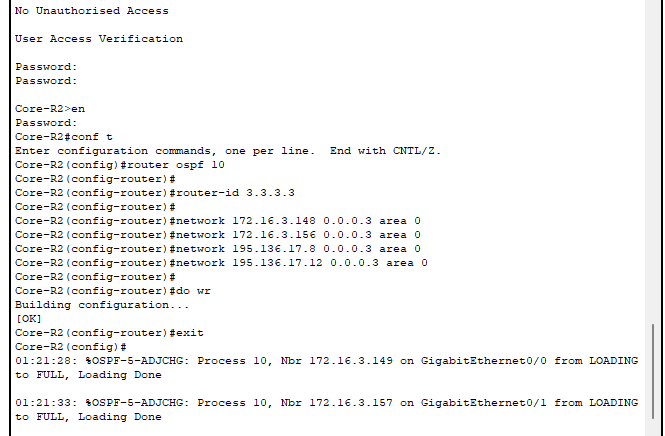 No Unauthorised Access
User Access Verification
Password:
Password:
Core-R2>en
Password:
Core-R2#conf t
Enter configuration commands, one per line.  End with CNTL/Z.
Core-R2(config)#router ospf 10
Core-R2(config-router)#
Core-R2(config-router)#router-id 3.3.3.3
Core-R2(config-router)#
Core-R2(config-router)#network 172.16.3.148 0.0.0.3 area 0
Core-R2(config-router)#network 172.16.3.156 0.0.0.3 area 0
Core-R2(config-router)#network 195.136.17.8 0.0.0.3 area 0
Core-R2(config-router)#network 195.136.17.12 0.0.0.3 area 0
Core-R2(config-router)#
Core-R2(config-router)#do wr
Building configuration...
[OK]
Core-R2(config-router)#exit
Core-R2(config)#
01:21:28: %OSPF-5-ADJCHG: Process 10, Nbr 172.16.3.149 on GigabitEthernet0/0 from LOADING
to FULL, Loading Done
01:21:33: %OSPF-5-ADJCHG: Process 10, Nbr 172.16.3.157 on GigabitEthernet0/1 from LOADING
to FULL, Loading Done